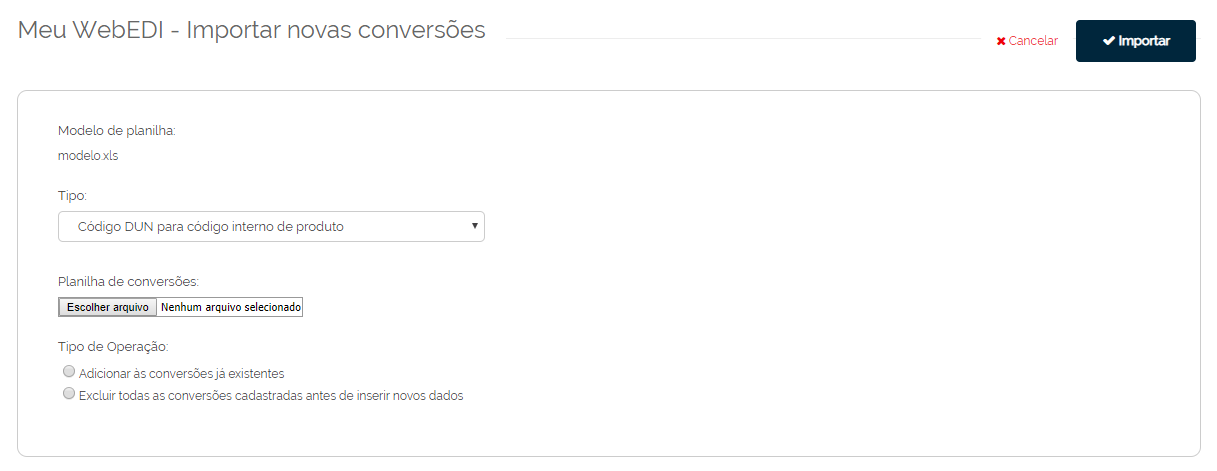 Meu WebEDI - Importar novas conversões
Cancelar
Importar
Modelo de planilha:
modelo.xls
Tipo:
Código DUN para código interno de produto
Planilha de conversões:
Escolher arquivo Nenhum arquivo selecionado
Tipo de Operação:
Adicionar às conversões já existentes
Excluir todas as conversões cadastradas antes de inserir novos dados